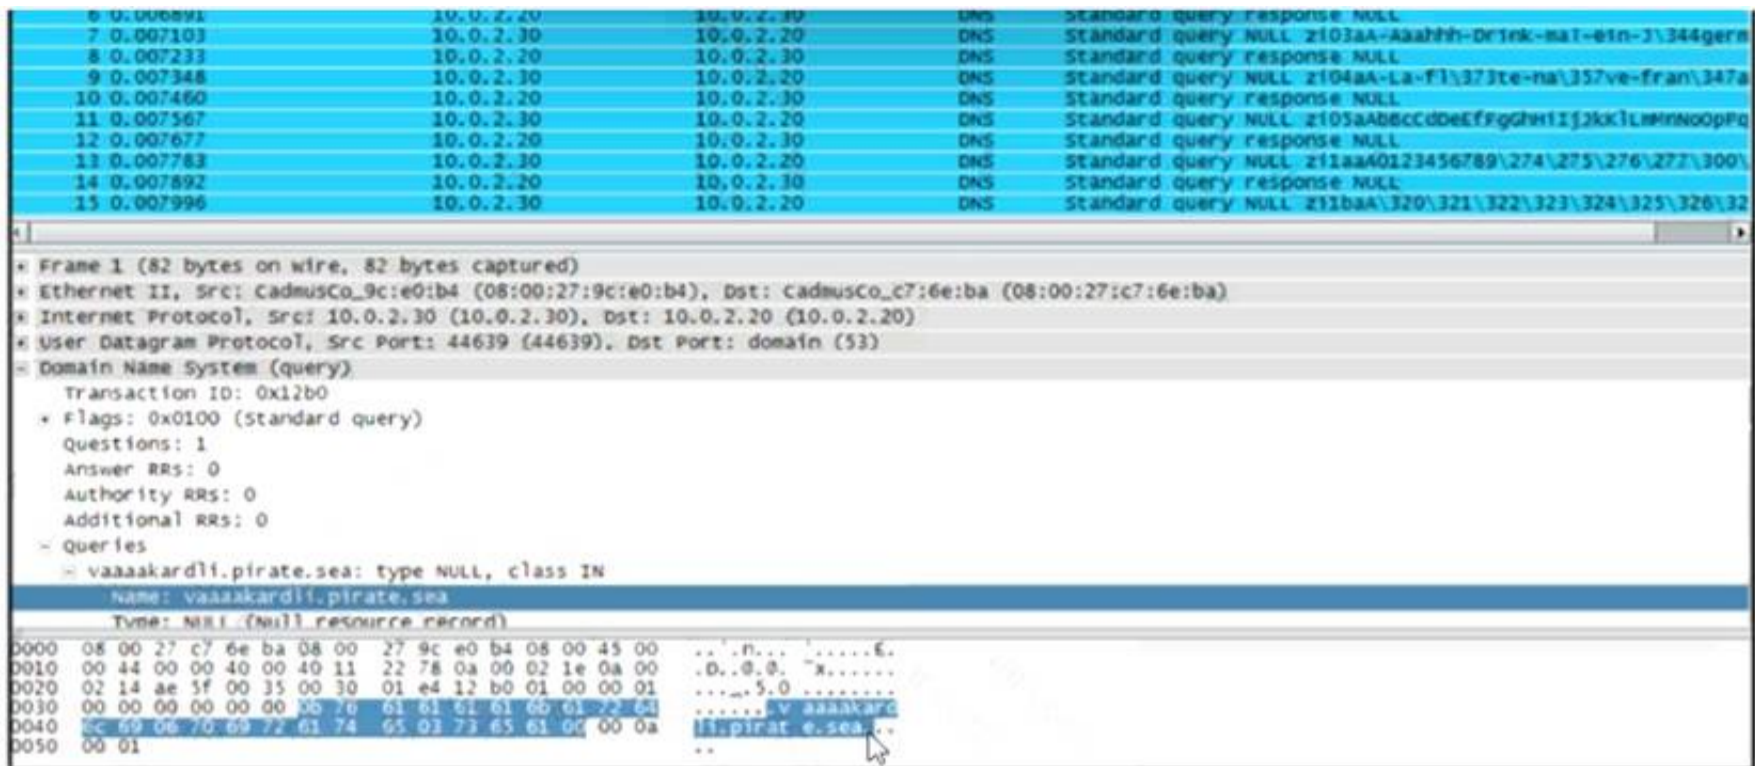 6 0.006891 10.0.2.20 10.0.2.30 DNS Standard query response NULL
7 0.007103 10.0.2.30 10.0.2.20 DNS Standard query NULL zi03aA-Aaahhh-Drink-mal-ein-J\344germ
8 0.007233 10.0.2.20 10.0.2.30 DNS Standard query response NULL
9 0.007348 10.0.2.30 10.0.2.20 DNS Standard query NULL zi04aA-La-fl\373te-na\357ve-fran\347a
10 0.007460 10.0.2.20 10.0.2.30 DNS Standard query response NULL
11 0.007567 10.0.2.30 10.0.2.20 DNS Standard query NULL zi05aAbBcCdDeEfFgGhHiIjJkKlLmMnNoOpPq
12 0.007677 10.0.2.20 10.0.2.30 DNS Standard query response NULL
13 0.007783 10.0.2.30 10.0.2.20 DNS Standard query NULL zi1aaA0123456789\274\275\276\277\300\
14 0.007892 10.0.2.20 10.0.2.30 DNS Standard query response NULL
15 0.007996 10.0.2.30 10.0.2.20 DNS Standard query NULL zi1baA\320\321\322\323\324\325\326\32
+ Frame 1 (82 bytes on wire, 82 bytes captured)
+ Ethernet II, Src: CadmusCo_9c:e0:b4 (08:00:27:9c:e0:b4), Dst: CadmusCo_c7:6e:ba (08:00:27:c7:6e:ba)
+ Internet Protocol, Src: 10.0.2.30 (10.0.2.30), Dst: 10.0.2.20 (10.0.2.20)
+ User Datagram Protocol, Src Port: 44639 (44639), Dst Port: domain (53)
- Domain Name System (query)
Transaction ID: 0x12b0
+ Flags: 0x0100 (Standard query)
Questions: 1
Answer RRs: 0
Authority RRs: 0
Additional RRs: 0
- Queries
- vaaaakardli.pirate.sea: type NULL, class IN
Name: vaaaakardli.pirate.sea
Type: NULL (Null resource record)
0000 08 00 27 c7 6e ba 08 00 27 9c e0 b4 08 00 45 00 ..'.n... '.....E.
0010 00 44 00 00 40 00 40 11 22 78 0a 00 02 1e 0a 00 .D..@.@. "x......
0020 02 14 ae 5f 00 35 00 30 01 e4 12 b0 01 00 00 01 ..._.5.0 ........
0030 00 00 00 00 00 00 0b 76 61 61 61 61 6b 61 72 64 .......v aaaakard
0040 6c 69 06 70 69 72 61 74 65 03 73 65 61 00 00 0a li.pirat e.sea...
0050 00 01 ..